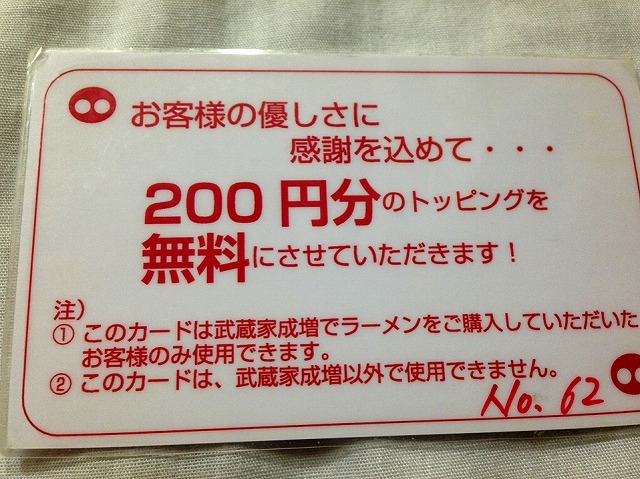 お客様の優しさに
感謝を込めて・・・
200円分のトッピングを
無料にさせていただきます！
注）
① このカードは武蔵家成増でラーメンをご購入していただいた
お客様のみ使用できます。
② このカードは、武蔵家成増以外で使用できません。
No. 62